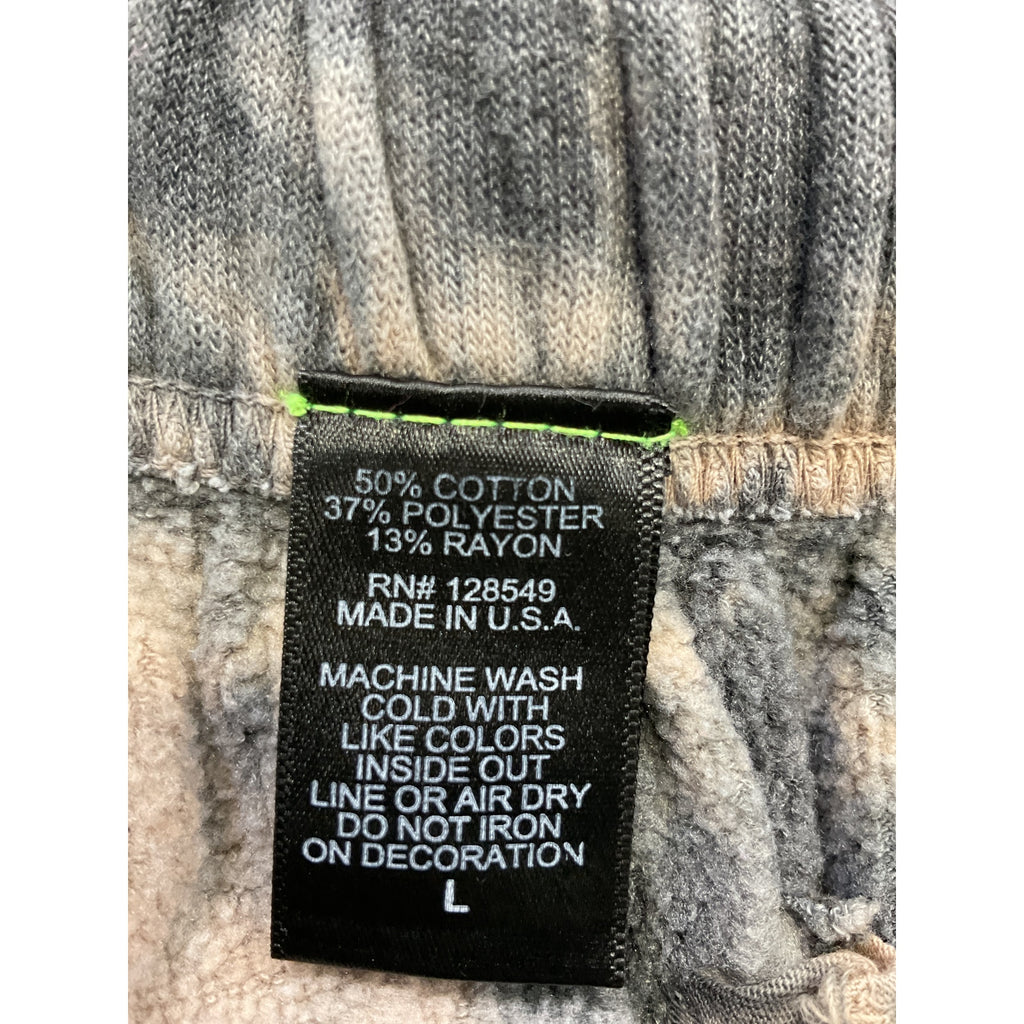 50% COTTON
37% POLYESTER
13% RAYON
RN# 128549
MADE IN U.S.A.
MACHINE WASH
COLD WITH
LIKE COLORS
INSIDE OUT
LINE OR AIR DRY
DO NOT IRON
ON DECORATION
L